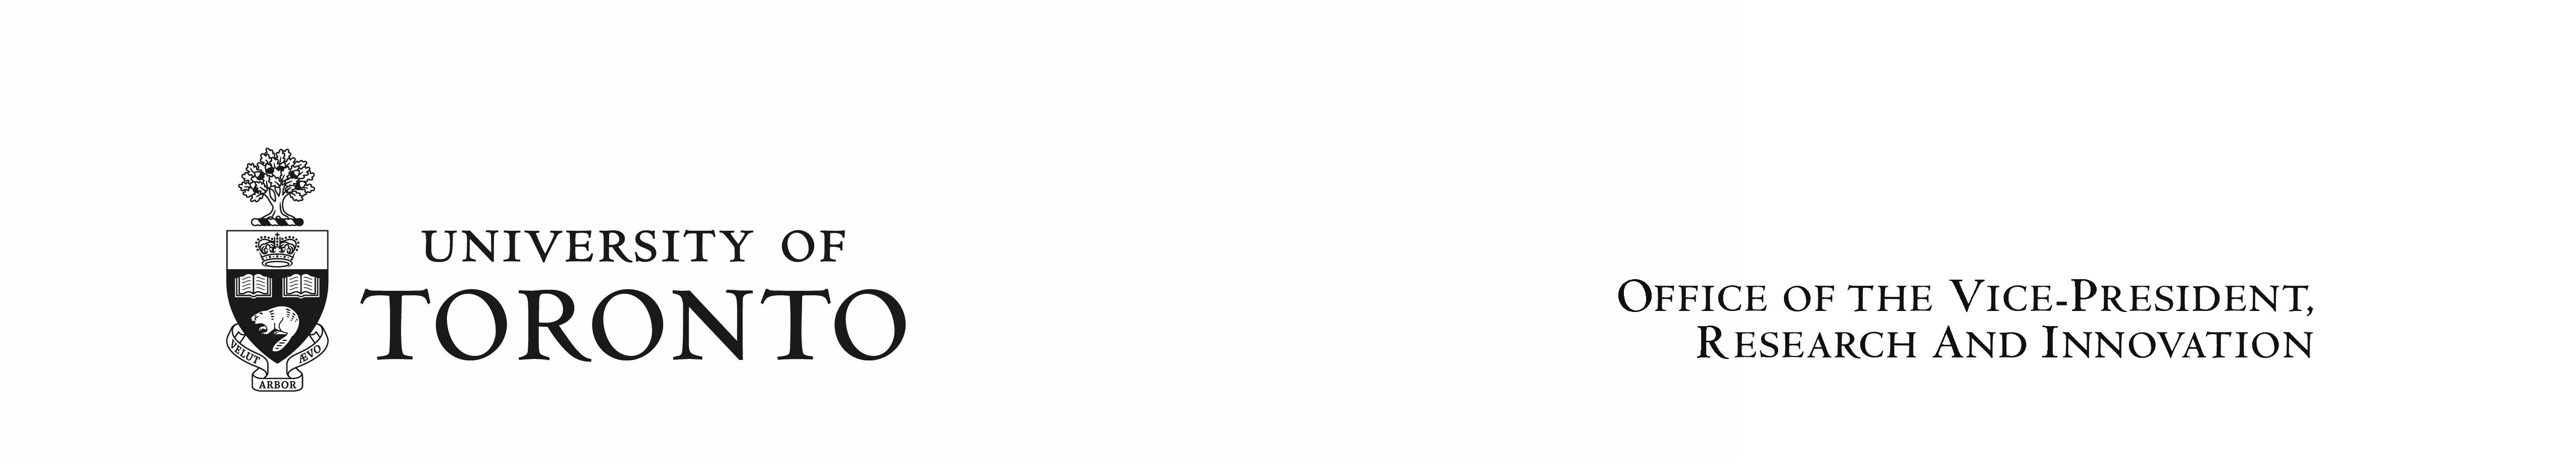 UNIVERSITY OF
TORONTO
VELUT
ARBOR
ÆVO
OFFICE OF THE VICE-PRESIDENT,
RESEARCH AND INNOVATION